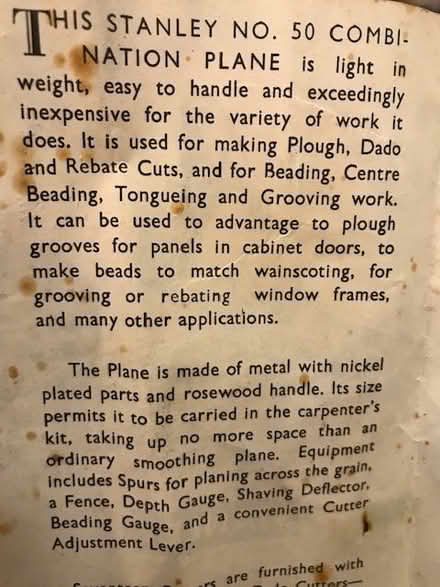 THIS STANLEY NO. 50 COMBI-
NATION PLANE is light in
weight, easy to handle and exceedingly
inexpensive for the variety of work it
does. It is used for making Plough, Dado
and Rebate Cuts, and for Beading, Centre
Beading, Tongueing and Grooving work.
It can be used to advantage to plough
grooves for panels in cabinet doors, to
make beads to match wainscoting, for
grooving or rebating window frames,
and many other applications.
The Plane is made of metal with nickel
plated parts and rosewood handle. Its size
permits it to be carried in the carpenter's
kit, taking up no more space than an
ordinary smoothing plane. Equipment
includes Spurs for planing across the grain,
a Fence, Depth Gauge, Shaving Deflector,
Beading Gauge, and a convenient Cutter
Adjustment Lever.
are furnished with
Cutters—